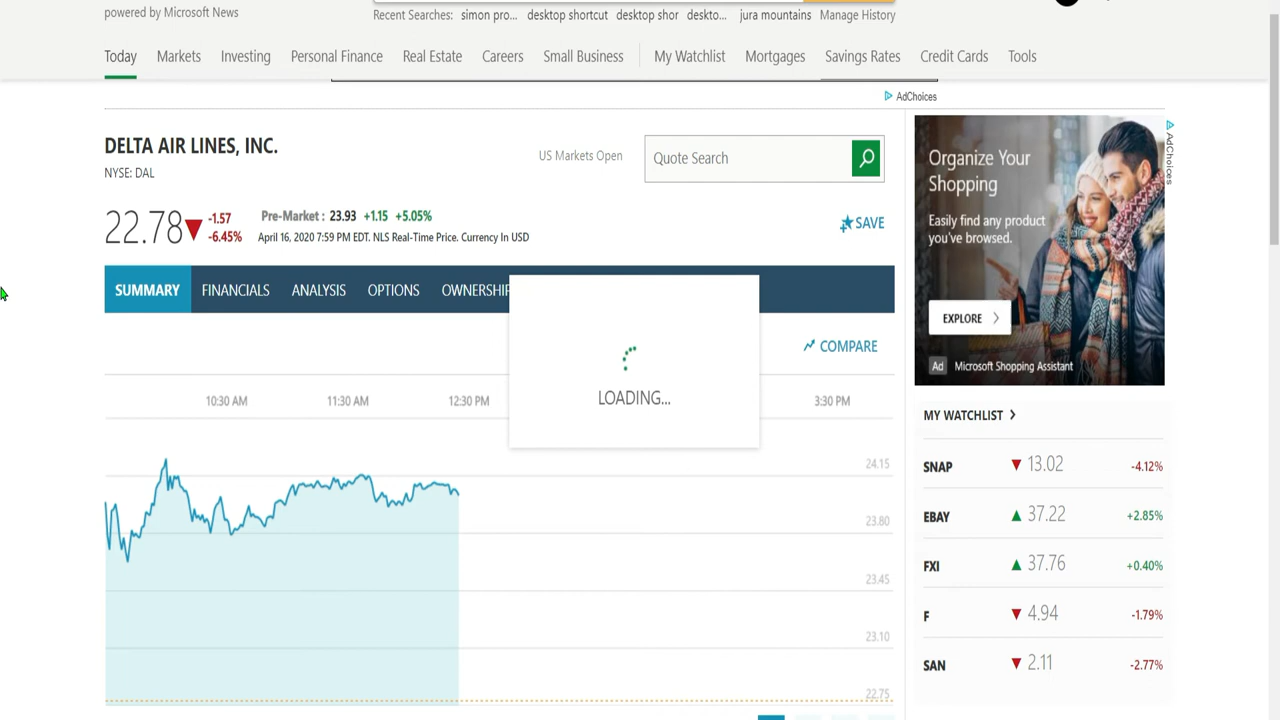 powered by Microsoft News
Recent Searches: simon pro... desktop shortcut desktop shor deskto... jura mountains Manage History
Today Markets Investing Personal Finance Real Estate Careers Small Business My Watchlist Mortgages Savings Rates Credit Cards Tools
AdChoices
DELTA AIR LINES, INC.
NYSE: DAL
US Markets Open
Quote Search
22.78 -1.57
-6.45%
Pre-Market : 23.93 +1.15 +5.05%
April 16, 2020 7:59 PM EDT. NLS Real-Time Price. Currency In USD
SAVE
SUMMARY FINANCIALS ANALYSIS OPTIONS OWNERSHIP
LOADING...
COMPARE
10:30 AM 11:30 AM 12:30 PM 3:30 PM
24.15
23.80
23.45
23.10
22.75
Organize Your
Shopping
Easily find any product
you've browsed.
EXPLORE
Ad Microsoft Shopping Assistant
AdChoices
MY WATCHLIST
SNAP 13.02 -4.12%
EBAY 37.22 +2.85%
FXI 37.76 +0.40%
F 4.94 -1.79%
SAN 2.11 -2.77%